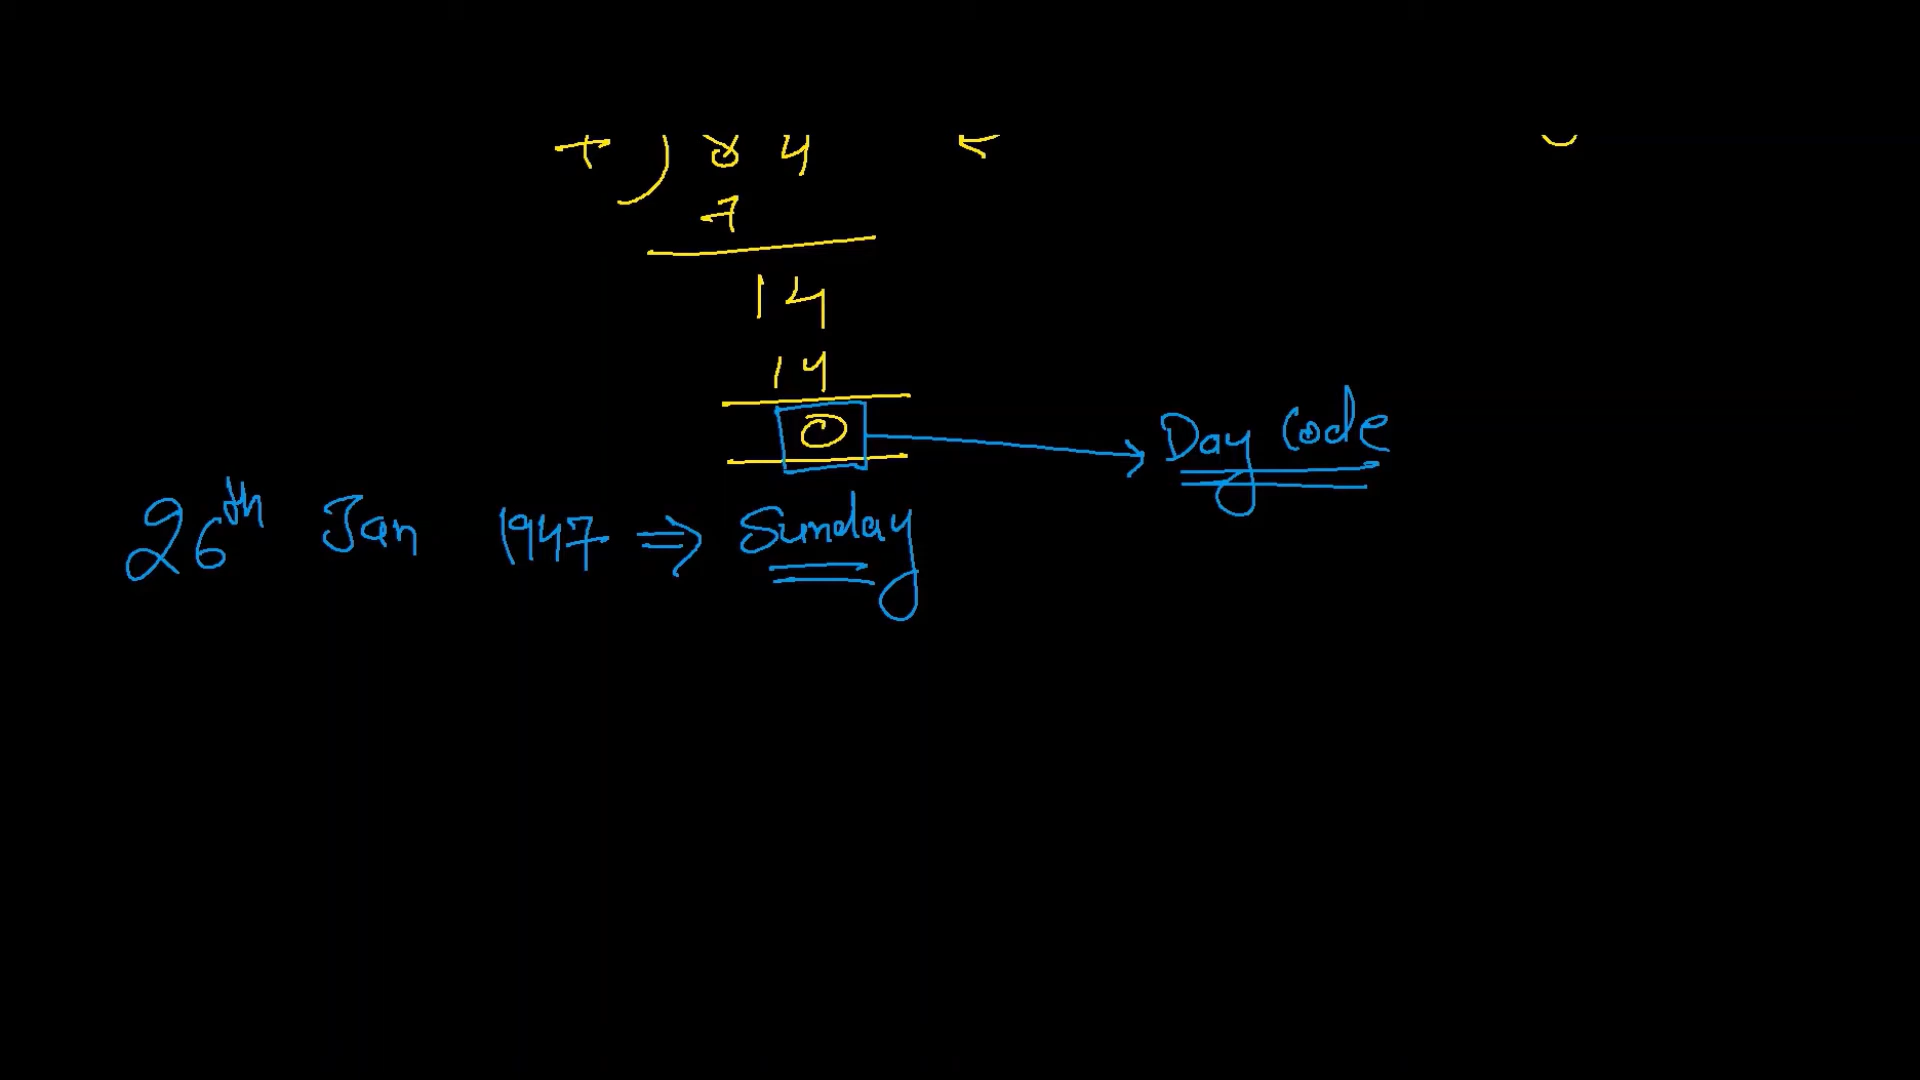 7 ) 84
7
14
14
0 → Day Code
26th Jan 1947 ⇒ Sunday